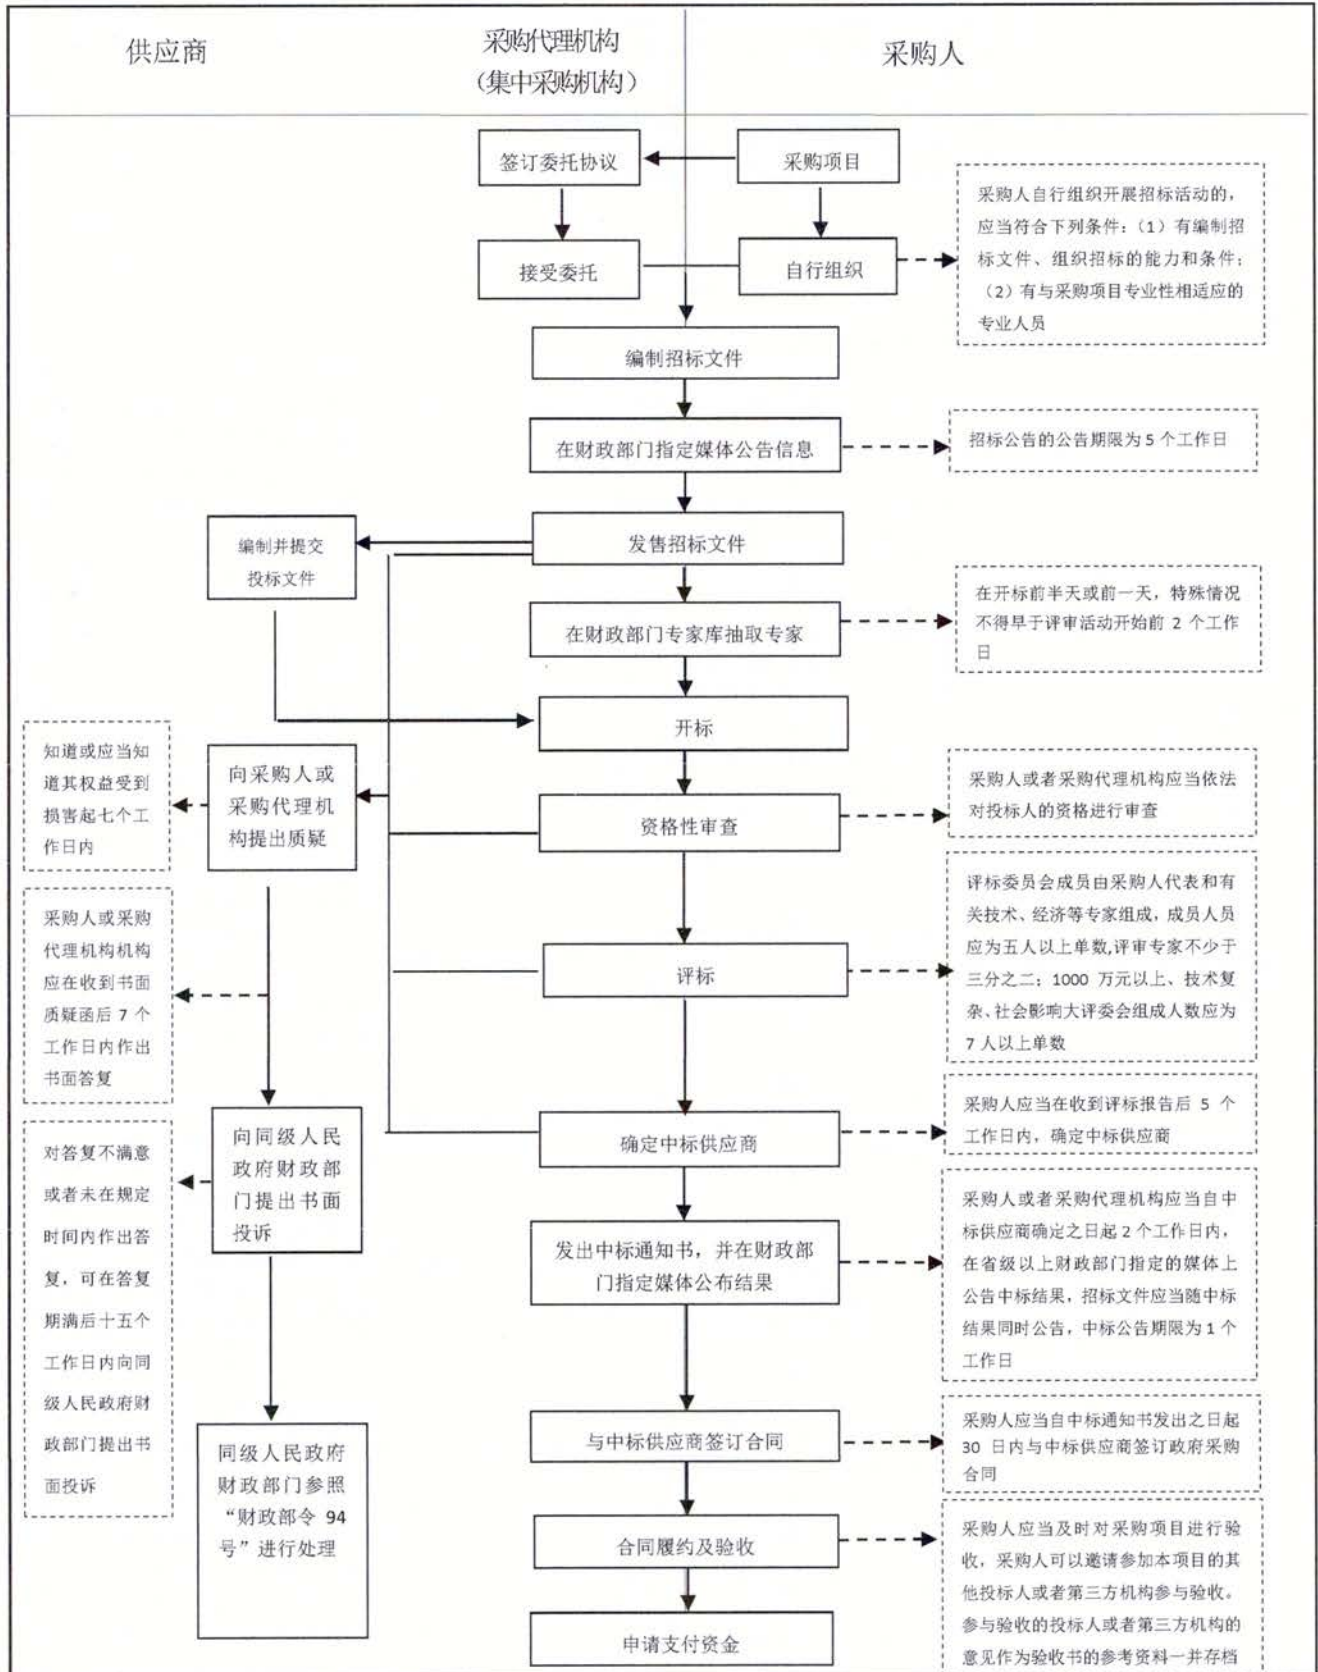 供应商
采购代理机构
（集中采购机构）
采购人
签订委托协议
采购项目
接受委托
自行组织
采购人自行组织开展招标活动的，
应当符合下列条件：（1）有编制招
标文件、组织招标的能力和条件；
（2）有与采购项目专业性相适应的
专业人员
编制招标文件
在财政部门指定媒体公告信息
招标公告的公告期限为 5 个工作日
发售招标文件
编制并提交
投标文件
在财政部门专家库抽取专家
在开标前半天或前一天，特殊情况
不得早于评审活动开始前 2 个工作
日
开标
知道或应当知
道其权益受到
损害起七个工
作日内
向采购人或
采购代理机
构提出质疑
资格性审查
采购人或者采购代理机构应当依法
对投标人的资格进行审查
采购人或采购
代理机构机构
应在收到书面
质疑函后 7 个
工作日内作出
书面答复
评标
评标委员会成员由采购人代表和有
关技术、经济等专家组成，成员人员
应为五人以上单数,评审专家不少于
三分之二；1000 万元以上、技术复
杂、社会影响大评委会组成人数应为
7 人以上单数
向同级人民
政府财政部
门提出书面
投诉
确定中标供应商
采购人应当在收到评标报告后 5 个
工作日内，确定中标供应商
对答复不满意
或者未在规定
时间内作出答
复，可在答复
期满后十五个
工作日内向同
级人民政府财
政部门提出书
面投诉
发出中标通知书，并在财政部
门指定媒体公布结果
采购人或者采购代理机构应当自中
标供应商确定之日起 2 个工作日内，
在省级以上财政部门指定的媒体上
公告中标结果，招标文件应当随中标
结果同时公告，中标公告期限为 1 个
工作日
同级人民政府
财政部门参照
“财政部令 94
号”进行处理
与中标供应商签订合同
采购人应当自中标通知书发出之日起
30 日内与中标供应商签订政府采购
合同
合同履约及验收
采购人应当及时对采购项目进行验
收，采购人可以邀请参加本项目的其
他投标人或者第三方机构参与验收。
参与验收的投标人或者第三方机构的
意见作为验收书的参考资料一并存档
申请支付资金